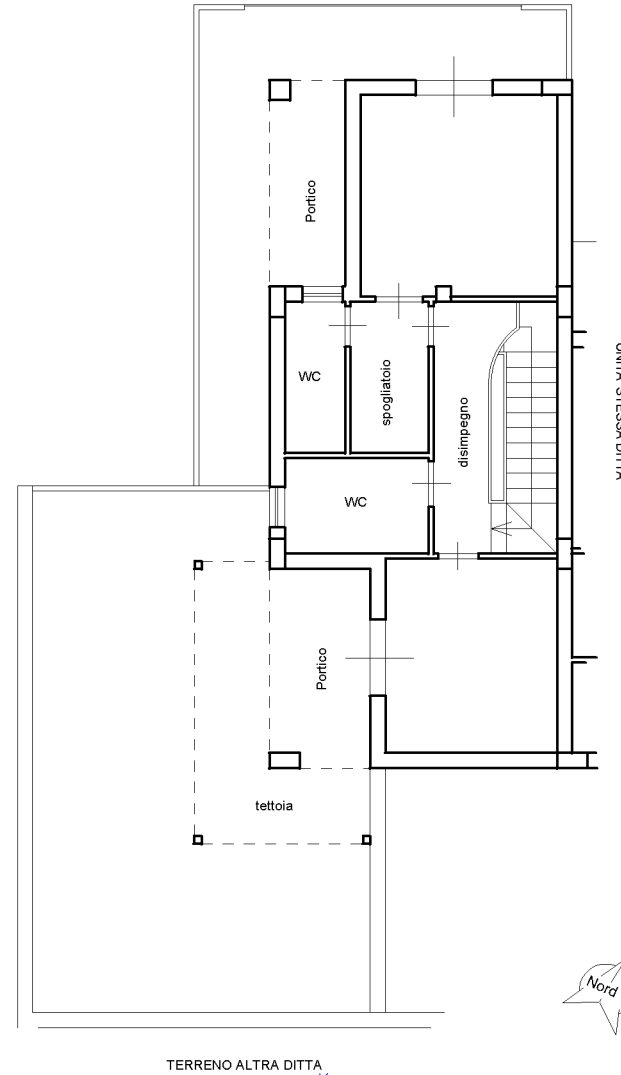 Portico
WC
spogliatoio
disimpegno
WC
Portico
tettoia
Nord
TERRENO ALTRA DITTA